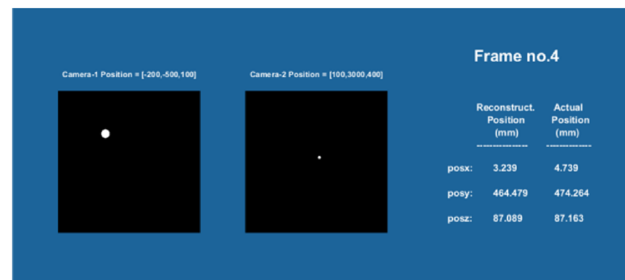 Frame no.4
Camera-1 Position = [-200,-500,100]
Camera-2 Position = [100,3000,400]
Reconstruct. Actual
Position Position
(mm) (mm)
---------------- --------------
posx: 3.239 4.739
posy: 464.479 474.264
posz: 87.089 87.163